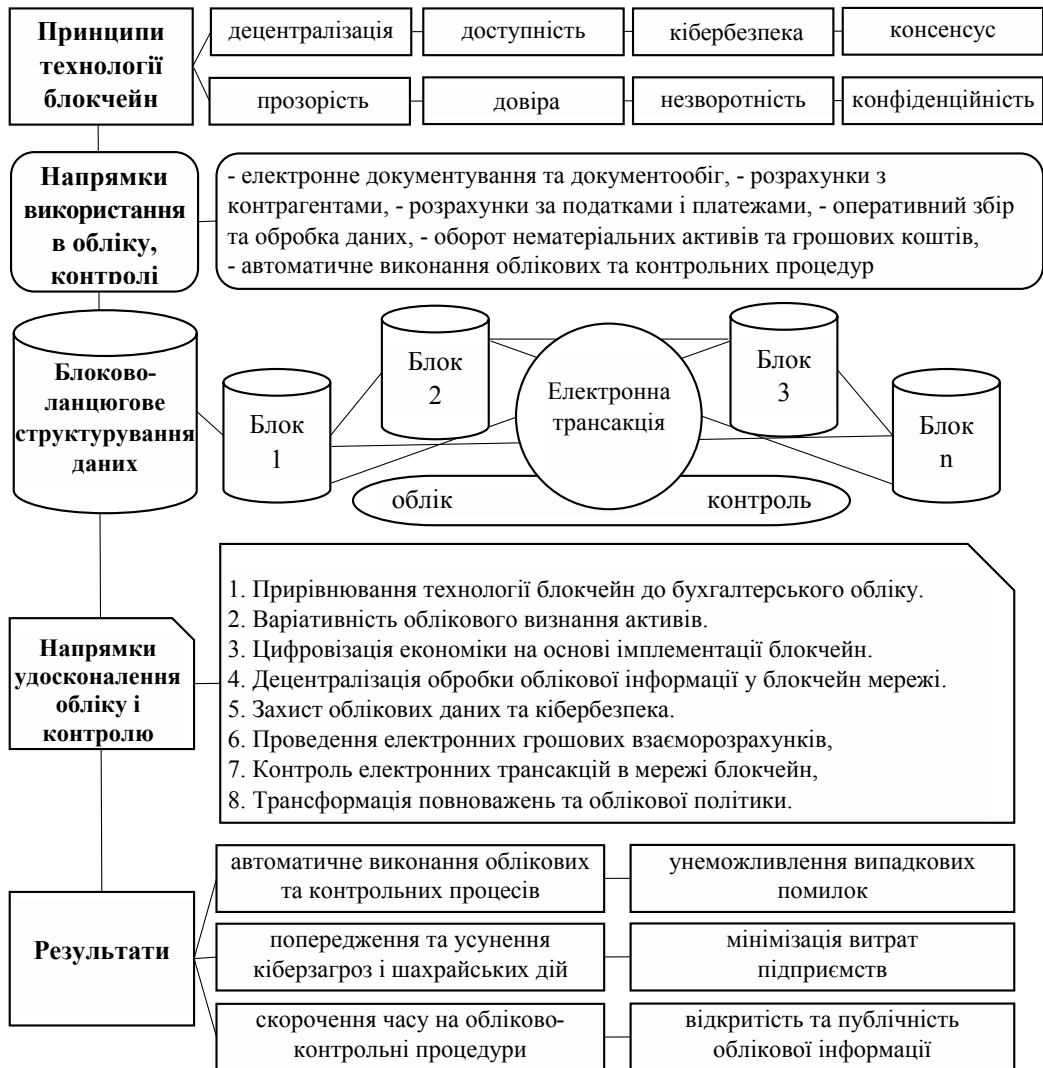 Принципи
технології
блокчейн
децентралізація
доступність
кібербезпека
консенсус
прозорість
довіра
незворотність
конфіденційність
Напрямки
використання
в обліку,
контролі
- електронне документування та документообіг, - розрахунки з
контрагентами, - розрахунки за податками і платежами, - оперативний збір
та обробка даних, - оборот нематеріальних активів та грошових коштів,
- автоматичне виконання облікових та контрольних процедур
Блоково-
ланцюгове
структурування
даних
Блок
1
Блок
2
Електронна
трансакція
Блок
3
Блок
n
облік
контроль
Напрямки
удосконалення
обліку і
контролю
1. Прирівнювання технології блокчейн до бухгалтерського обліку.
2. Варіативність облікового визнання активів.
3. Цифровізація економіки на основі імплементації блокчейн.
4. Децентралізація обробки облікової інформації у блокчейн мережі.
5. Захист облікових даних та кібербезпека.
6. Проведення електронних грошових взаєморозрахунків,
7. Контроль електронних трансакцій в мережі блокчейн,
8. Трансформація повноважень та облікової політики.
Результати
автоматичне виконання облікових
та контрольних процесів
унеможливлення випадкових
помилок
попередження та усунення
кіберзагроз і шахрайських дій
мінімізація витрат
підприємств
скорочення часу на обліково-
контрольні процедури
відкритість та публічність
облікової інформації